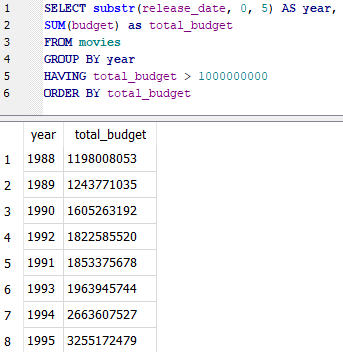 1 SELECT substr(release_date, 0, 5) AS year,
2 SUM(budget) as total_budget
3 FROM movies
4 GROUP BY year
5 HAVING total_budget > 1000000000
6 ORDER BY total_budget
year total_budget
1 1988 1198008053
2 1989 1243771035
3 1990 1605263192
4 1992 1822585520
5 1991 1853375678
6 1993 1963945744
7 1994 2663607527
8 1995 3255172479